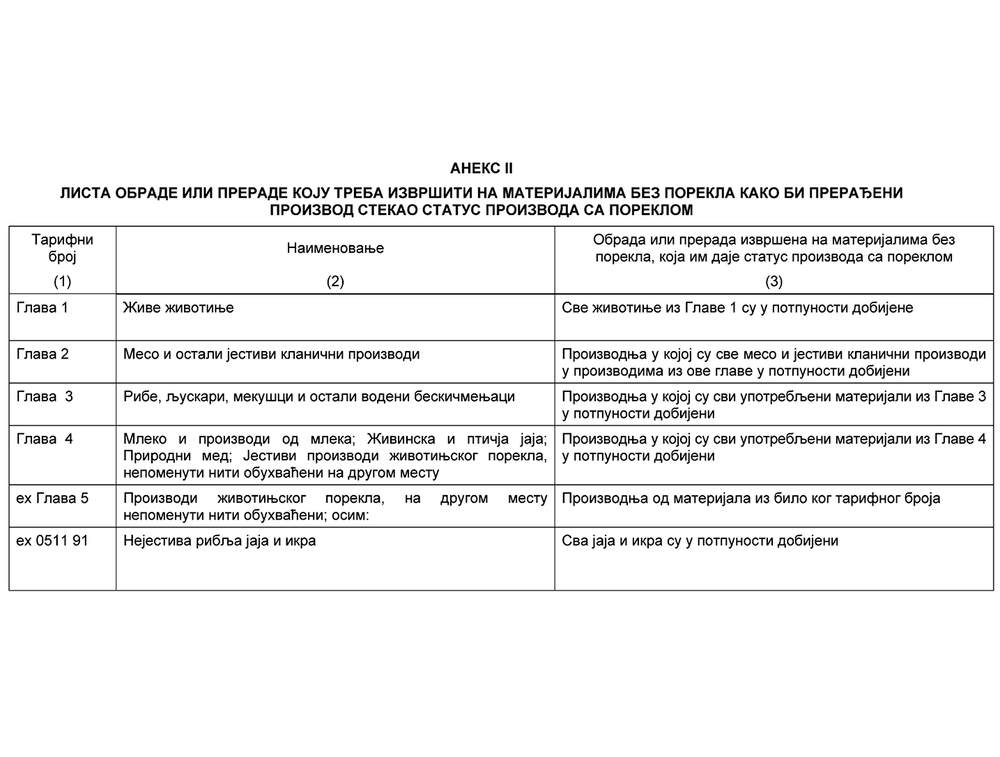 АНЕКС II
ЛИСТА ОБРАДЕ ИЛИ ПРЕРАДЕ КОЈУ ТРЕБА ИЗВРШИТИ НА МАТЕРИЈАЛИМА БЕЗ ПОРЕКЛА КАКО БИ ПРЕРАЂЕНИ
ПРОИЗВОД СТЕКАО СТАТУС ПРОИЗВОДА СА ПОРЕКЛОМ
Тарифни
број
(1)
Наименовање
(2)
Обрада или прерада извршена на материјалима без
порекла, која им даје статус производа са пореклом
(3)
Глава 1
Живе животиње
Све животиње из Главе 1 су у потпуности добијене
Глава 2
Месо и остали јестиви кланични производи
Производња у којој су све месо и јестиви кланични производи
у производима из ове главе у потпуности добијени
Глава 3
Рибе, љускари, мекушци и остали водени бескичмењаци
Производња у којој су сви употребљени материјали из Главе 3
у потпуности добијени
Глава 4
Млеко и производи од млека; Живинска и птичја јаја;
Природни мед; Јестиви производи животињског порекла,
непоменути нити обухваћени на другом месту
Производња у којој су сви употребљени материјали из Главе 4
у потпуности добијени
ex Глава 5
Производи животињског порекла, на другом месту
непоменути нити обухваћени; осим:
Производња од материјала из било ког тарифног броја
ex 0511 91
Нејестива рибља јаја и икра
Сва јаја и икра су у потпуности добијени